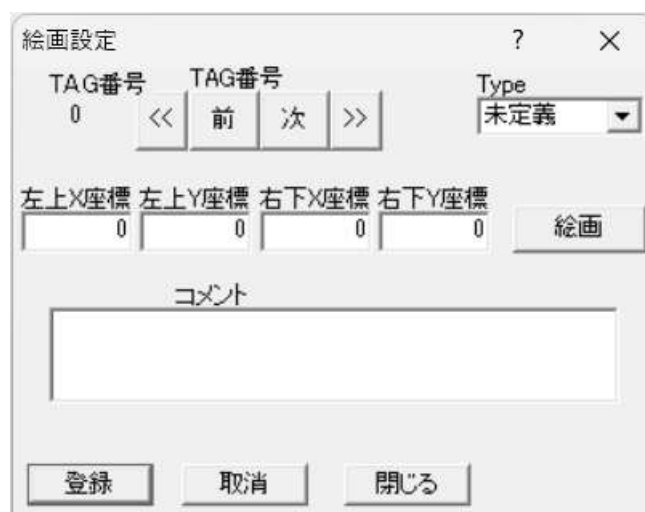 絵画設定 ? ×
TAG番号 TAG番号 Type
0 << 前 次 >> 未定義
左上X座標 左上Y座標 右下X座標 右下Y座標
0 0 0 0 絵画
コメント
登録 取消 閉じる